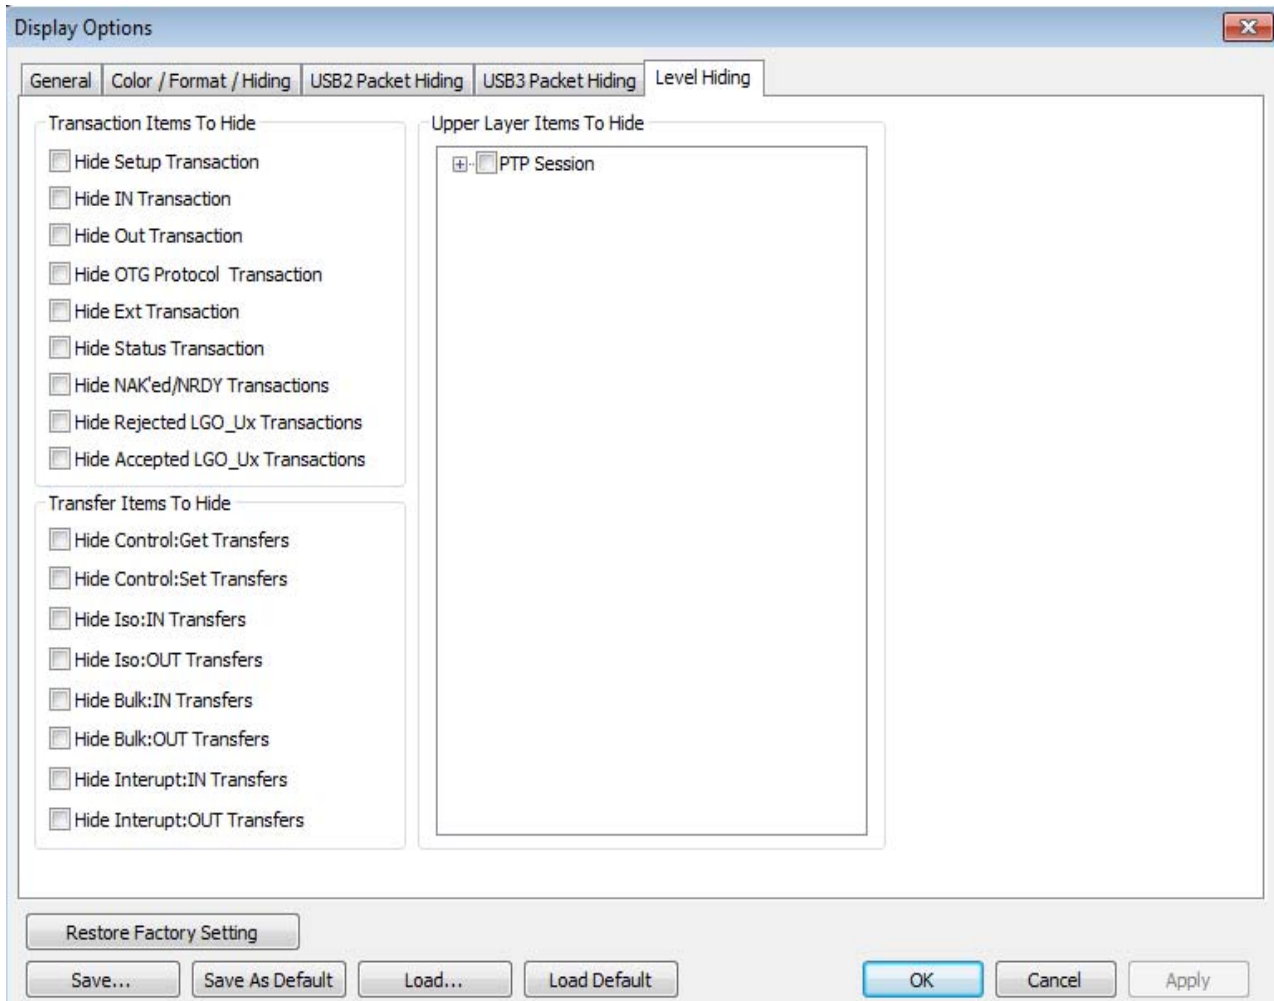 Display Options
General
Color / Format / Hiding
USB2 Packet Hiding
USB3 Packet Hiding
Level Hiding
Transaction Items To Hide
Hide Setup Transaction
Hide IN Transaction
Hide Out Transaction
Hide OTG Protocol  Transaction
Hide Ext Transaction
Hide Status Transaction
Hide NAK'ed/NRDY Transactions
Hide Rejected LGO_Ux Transactions
Hide Accepted LGO_Ux Transactions
Transfer Items To Hide
Hide Control:Get Transfers
Hide Control:Set Transfers
Hide Iso:IN Transfers
Hide Iso:OUT Transfers
Hide Bulk:IN Transfers
Hide Bulk:OUT Transfers
Hide Interupt:IN Transfers
Hide Interupt:OUT Transfers
Upper Layer Items To Hide
PTP Session
Restore Factory Setting
Save...
Save As Default
Load...
Load Default
OK
Cancel
Apply